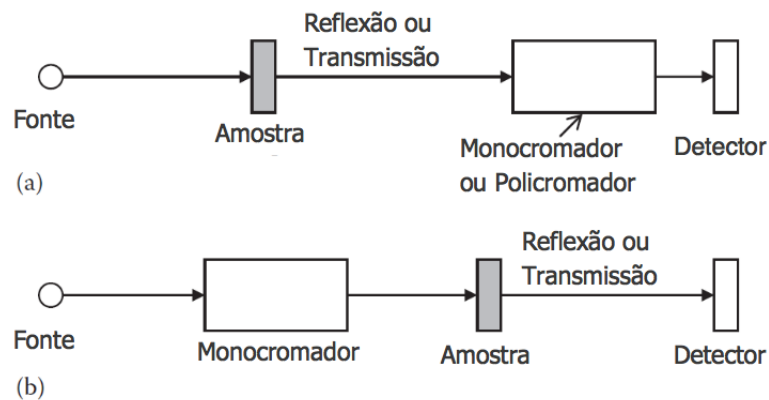 Reflexão ou
Transmissão
Fonte
Amostra
Monocromador
ou Policromador
Detector
(a)
Reflexão ou
Transmissão
Fonte
Monocromador
Amostra
Detector
(b)